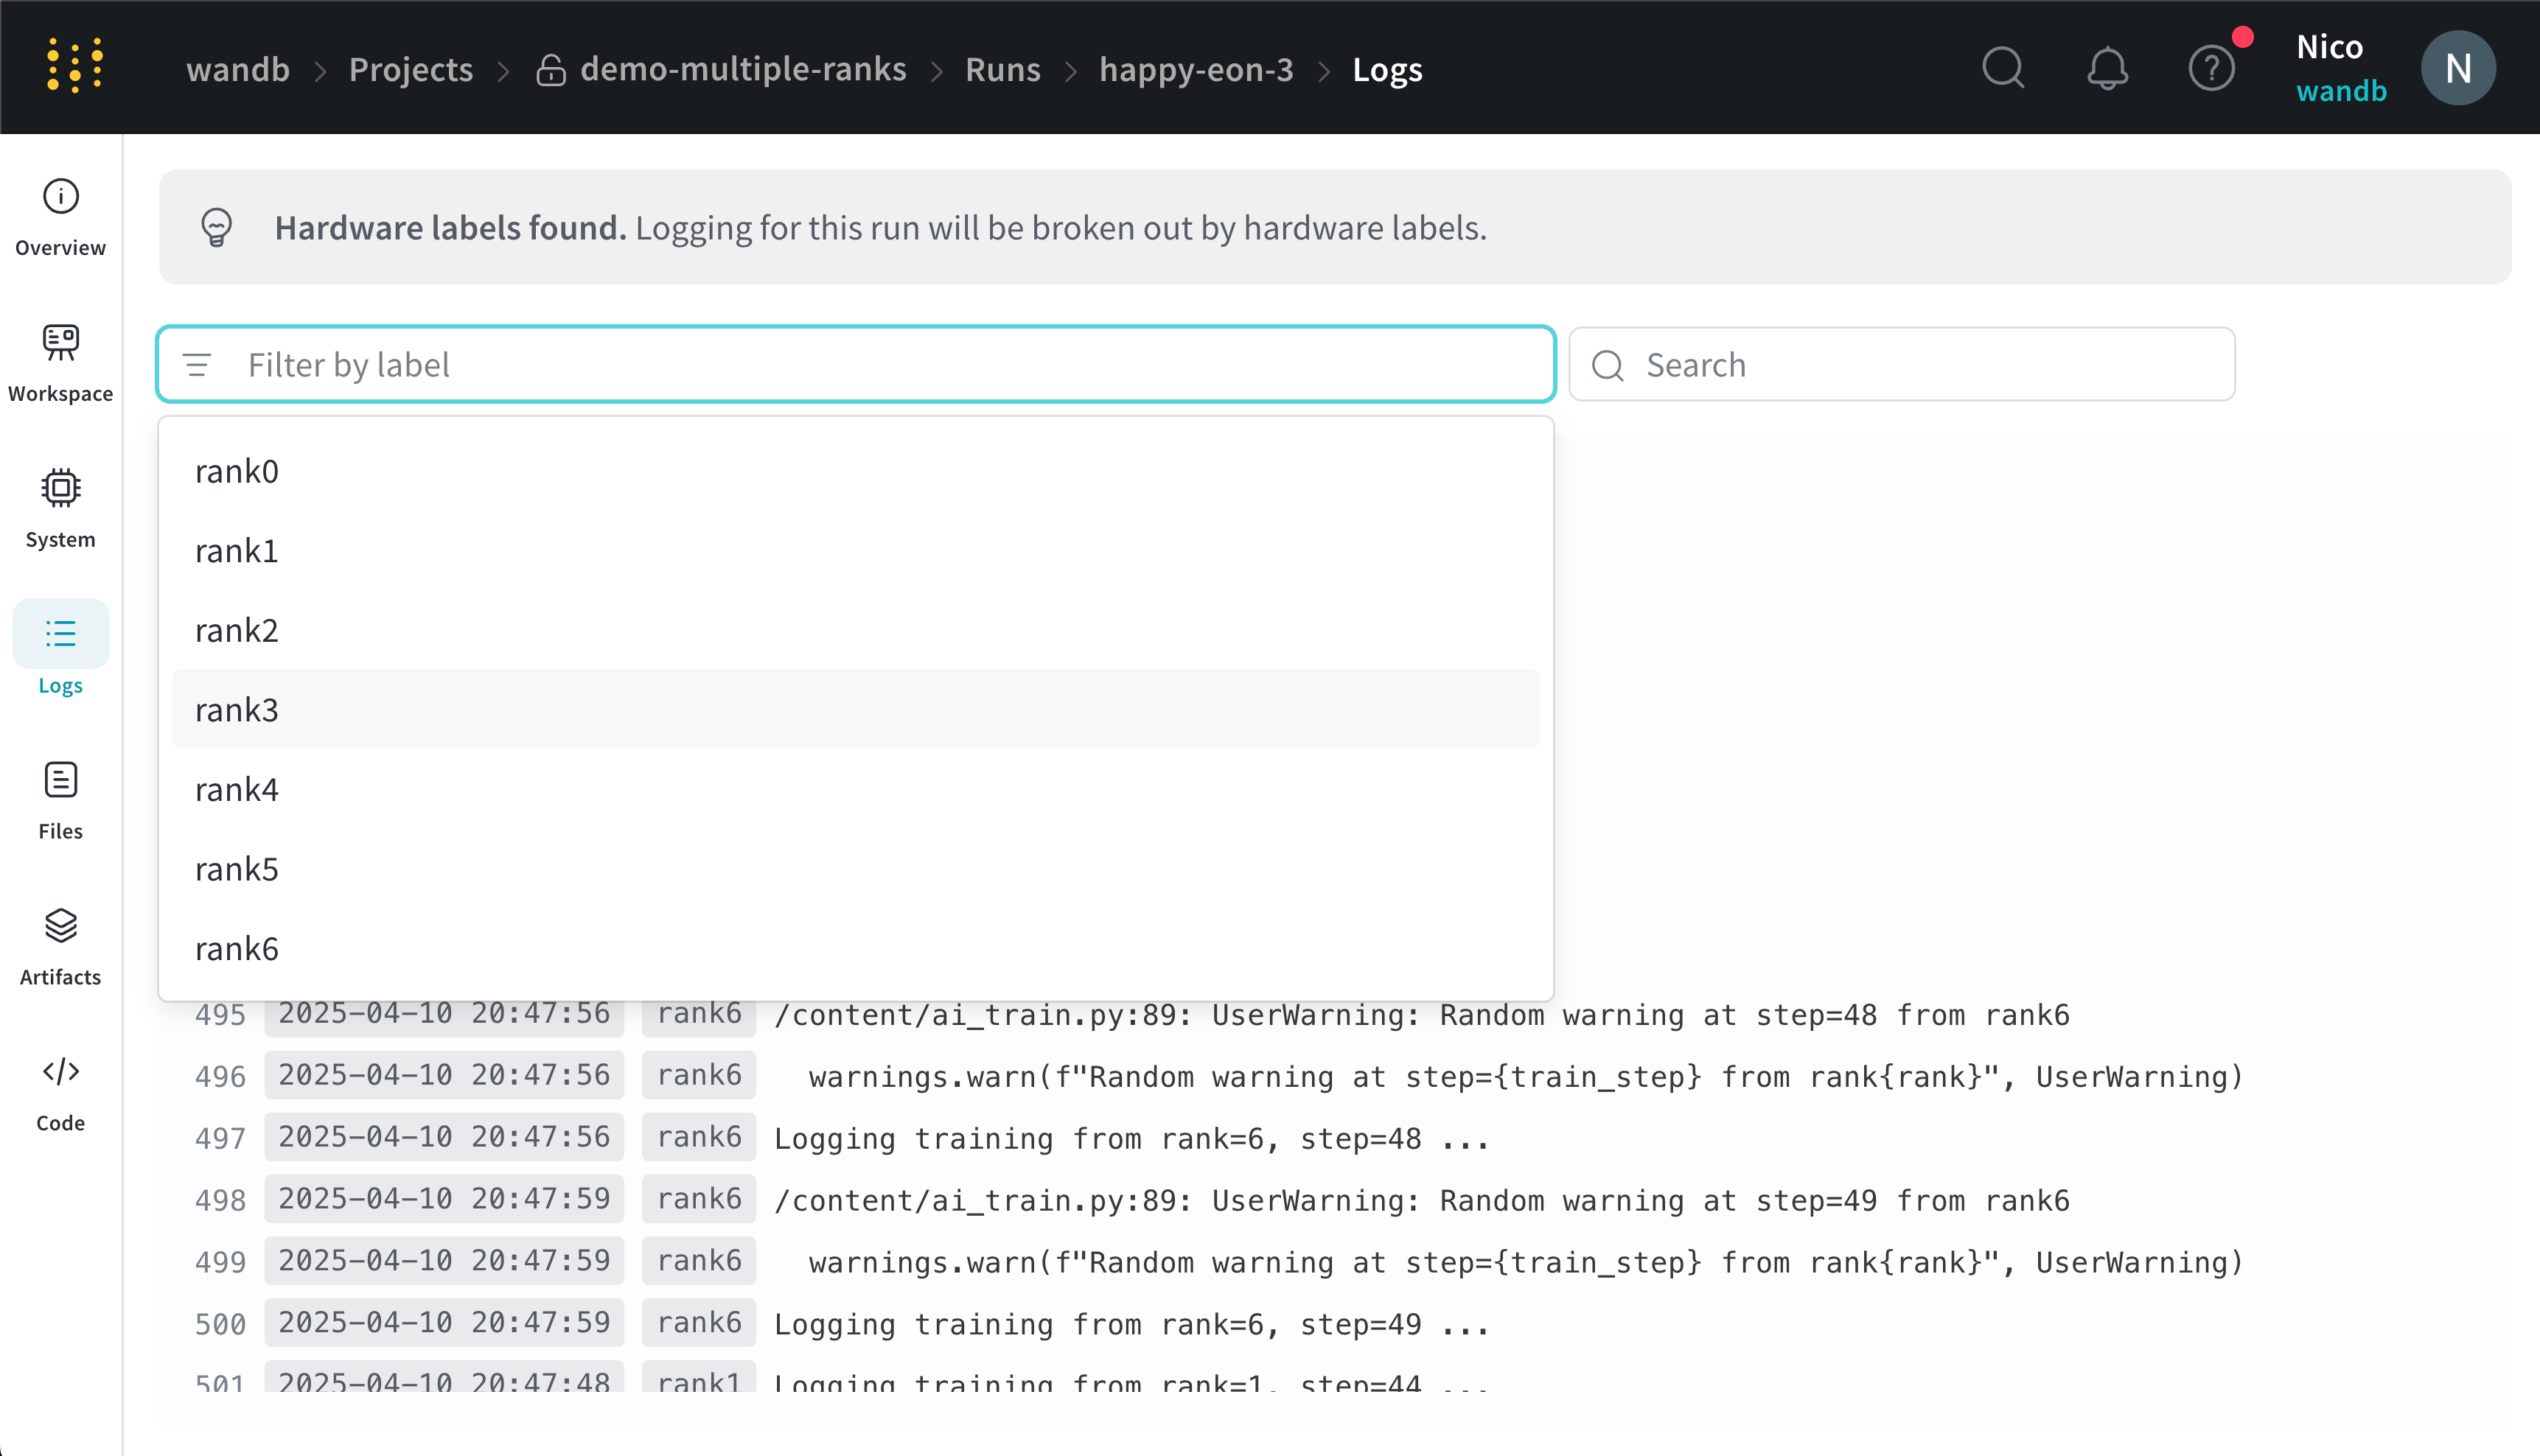 wandb > Projects > demo-multiple-ranks > Runs > happy-eon-3 > Logs
Nico
wandb
N
Overview
Workspace
System
Logs
Files
Artifacts
Code
Hardware labels found. Logging for this run will be broken out by hardware labels.
Filter by label
Search
rank0
rank1
rank2
rank3
rank4
rank5
rank6
495 2025-04-10 20:47:56 rank6 /content/ai_train.py:89: UserWarning: Random warning at step=48 from rank6
496 2025-04-10 20:47:56 rank6 warnings.warn(f"Random warning at step={train_step} from rank{rank}", UserWarning)
497 2025-04-10 20:47:56 rank6 Logging training from rank=6, step=48 ...
498 2025-04-10 20:47:59 rank6 /content/ai_train.py:89: UserWarning: Random warning at step=49 from rank6
499 2025-04-10 20:47:59 rank6 warnings.warn(f"Random warning at step={train_step} from rank{rank}", UserWarning)
500 2025-04-10 20:47:59 rank6 Logging training from rank=6, step=49 ...
501 2025-04-10 20:47:48 rank1 Logging training from rank=1, step=44 ...